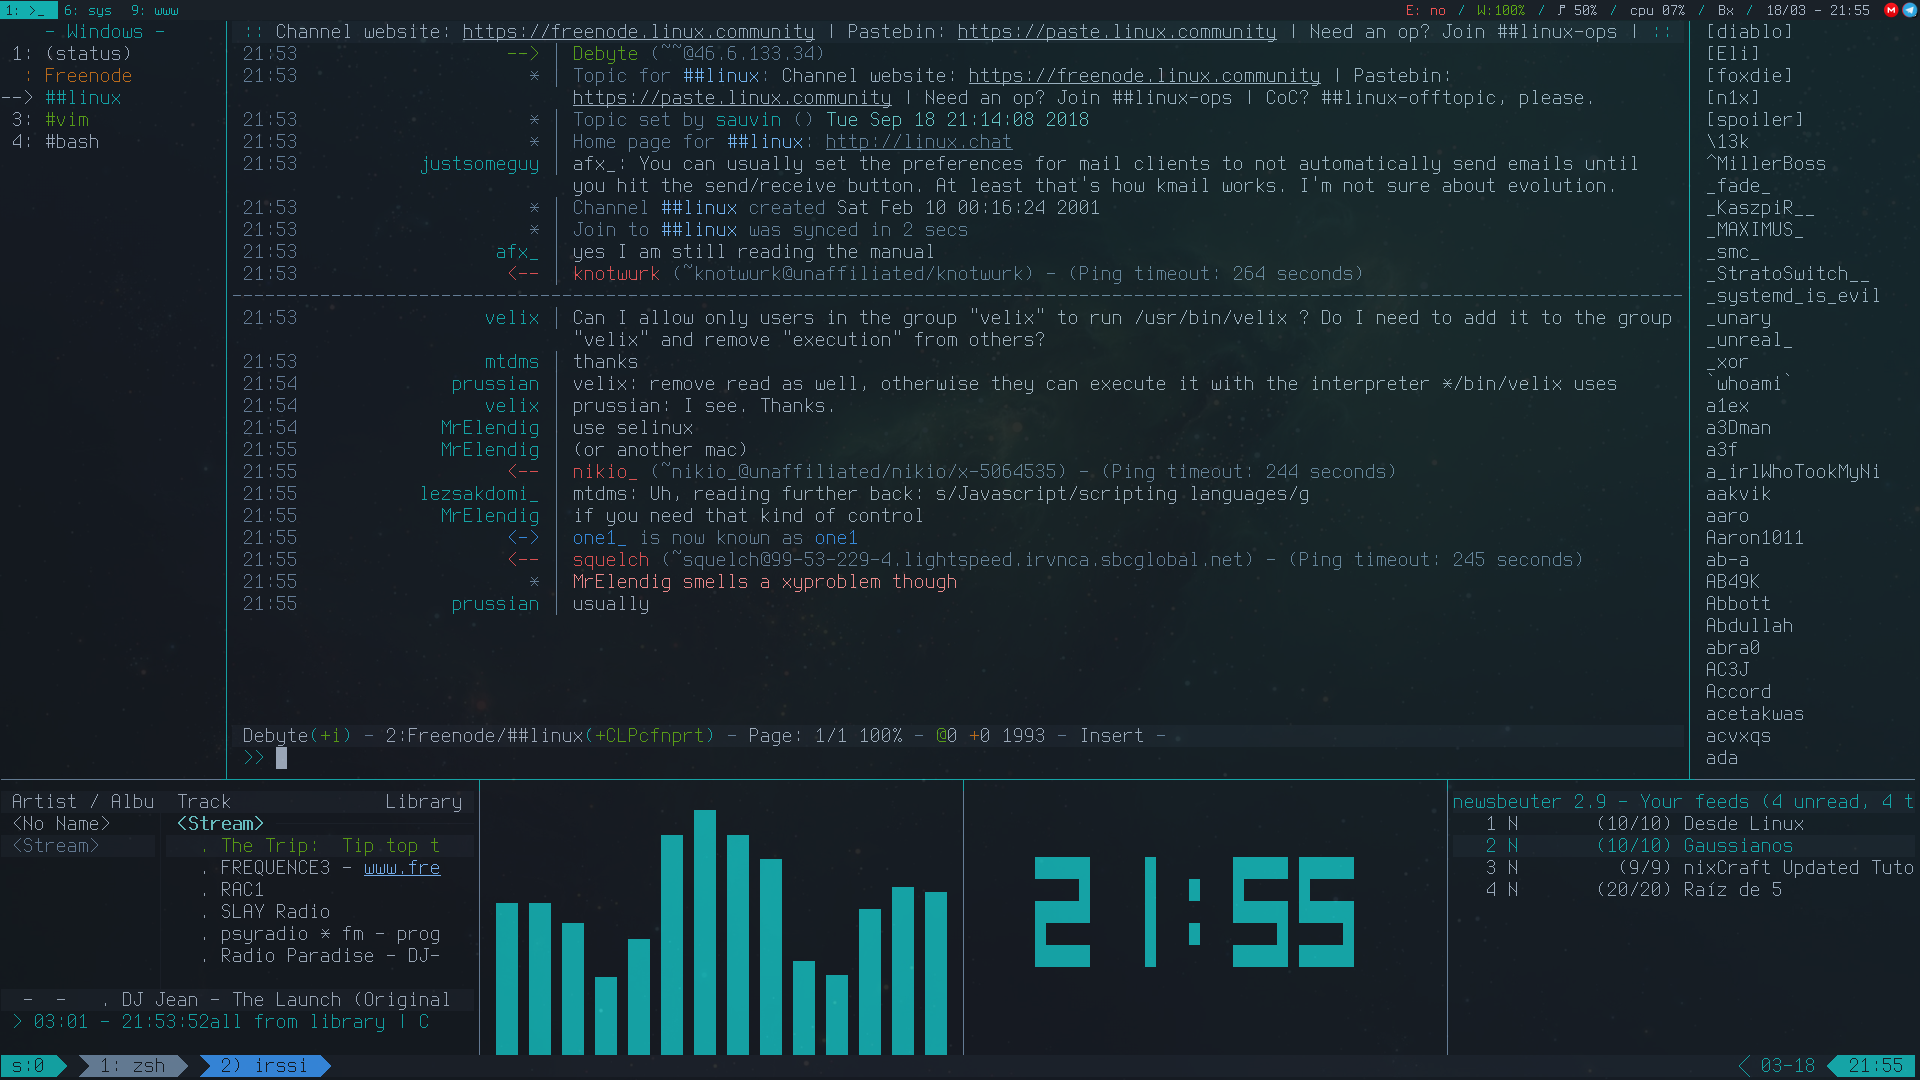 1: >_ 6: sys 9: www
E: no / W:100% / 50% / cpu 07% / Bx / 18/03 - 21:55
- Windows -
1: (status)
: Freenode
--> ##linux
3: #vim
4: #bash
:: Channel website: https://freenode.linux.community | Pastebin: https://paste.linux.community | Need an op? Join ##linux-ops | ::
21:53 --> Debyte (~~@46.6.133.34)
21:53 * Topic for ##linux: Channel website: https://freenode.linux.community | Pastebin:
https://paste.linux.community | Need an op? Join ##linux-ops | CoC? ##linux-offtopic, please.
21:53 * Topic set by sauvin () Tue Sep 18 21:14:08 2018
21:53 * Home page for ##linux: http://linux.chat
21:53 justsomeguy afx_: You can usually set the preferences for mail clients to not automatically send emails until
you hit the send/receive button. At least that's how kmail works. I'm not sure about evolution.
21:53 * Channel ##linux created Sat Feb 10 00:16:24 2001
21:53 * Join to ##linux was synced in 2 secs
21:53 afx_ yes I am still reading the manual
21:53 <-- knotwurk (~knotwurk@unaffiliated/knotwurk) - (Ping timeout: 264 seconds)
21:53 velix Can I allow only users in the group "velix" to run /usr/bin/velix ? Do I need to add it to the group
"velix" and remove "execution" from others?
21:53 mtdms thanks
21:54 prussian velix: remove read as well, otherwise they can execute it with the interpreter */bin/velix uses
21:54 velix prussian: I see. Thanks.
21:54 MrElendig use selinux
21:55 MrElendig (or another mac)
21:55 <-- nikio_ (~nikio_@unaffiliated/nikio/x-5064535) - (Ping timeout: 244 seconds)
21:55 lezsakdomi_ mtdms: Uh, reading further back: s/Javascript/scripting languages/g
21:55 MrElendig if you need that kind of control
21:55 <-> one1_ is now known as one1
21:55 <-- squelch (~squelch@99-53-229-4.lightspeed.irvnca.sbcglobal.net) - (Ping timeout: 245 seconds)
21:55 * MrElendig smells a xyproblem though
21:55 prussian usually
Debyte(+i) - 2:Freenode/##linux(+CLPcfnprt) - Page: 1/1 100% - @0 +0 1993 - Insert -
>>
[diablo]
[Eli]
[foxdie]
[n1x]
[spoiler]
\13k
^MillerBoss
_fade_
_KaszpiR__
_MAXIMUS_
_smc_
_StratoSwitch__
_systemd_is_evil
_unary
_unreal_
_xor
`whoami`
a1ex
a3Dman
a3f
a_irlWhoTookMyNi
aakvik
aaro
Aaron1011
ab-a
AB49K
Abbott
Abdullah
abra0
AC3J
Accord
acetakwas
acvxqs
ada
Artist / Albu Track Library
<No Name> <Stream>
<Stream> . The Trip: Tip top t
. FREQUENCE3 - www.fre
. RAC1
. SLAY Radio
. psyradio * fm - prog
. Radio Paradise - DJ-
- - . DJ Jean - The Launch (Original
> 03:01 - 21:53:52all from library | C
21:55
newsbeuter 2.9 - Your feeds (4 unread, 4 t
1 N (10/10) Desde Linux
2 N (10/10) Gaussianos
3 N (9/9) nixCraft Updated Tuto
4 N (20/20) Raíz de 5
s:0 1: zsh 2) irssi
03-18 21:55